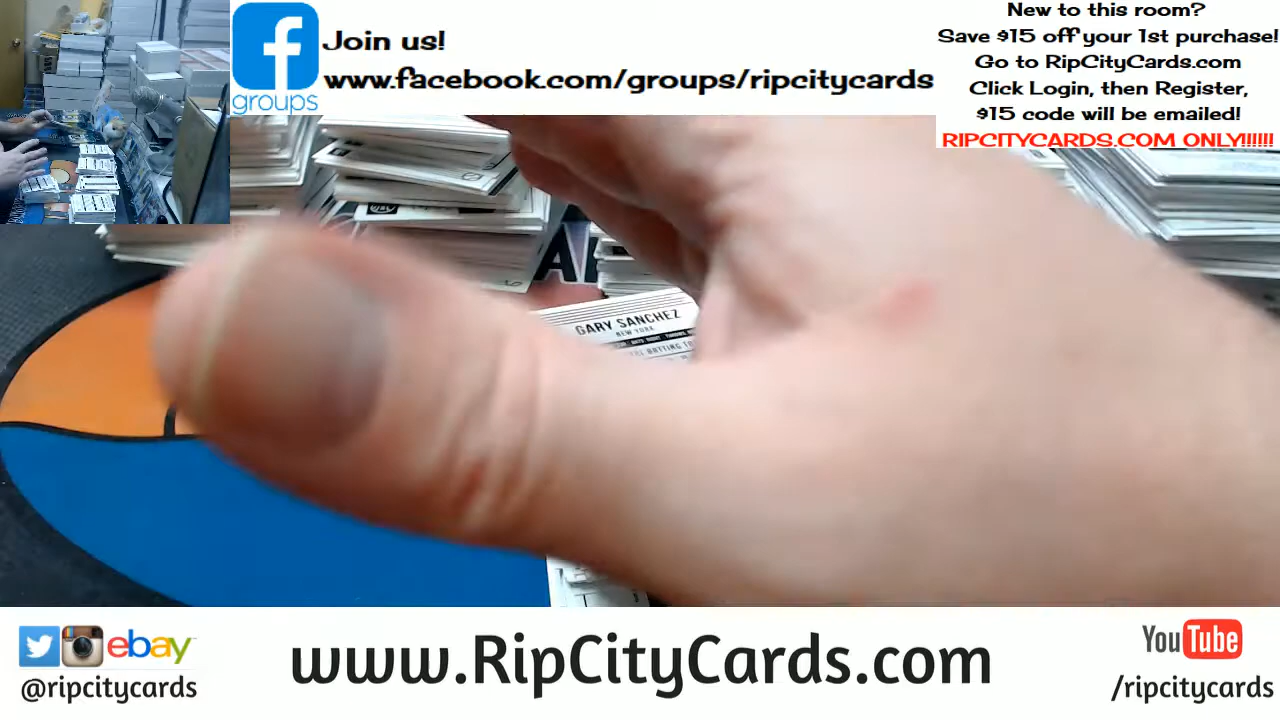 Join us!
www.facebook.com/groups/ripcitycards
groups
New to this room?
Save $15 off your 1st purchase!
Go to RipCityCards.com
Click Login, then Register,
$15 code will be emailed!
RIPCITYCARDS.COM ONLY!!!!!!
GARY SANCHEZ
NEW YORK
ebay
@ripcitycards
www.RipCityCards.com
YouTube
/ripcitycards